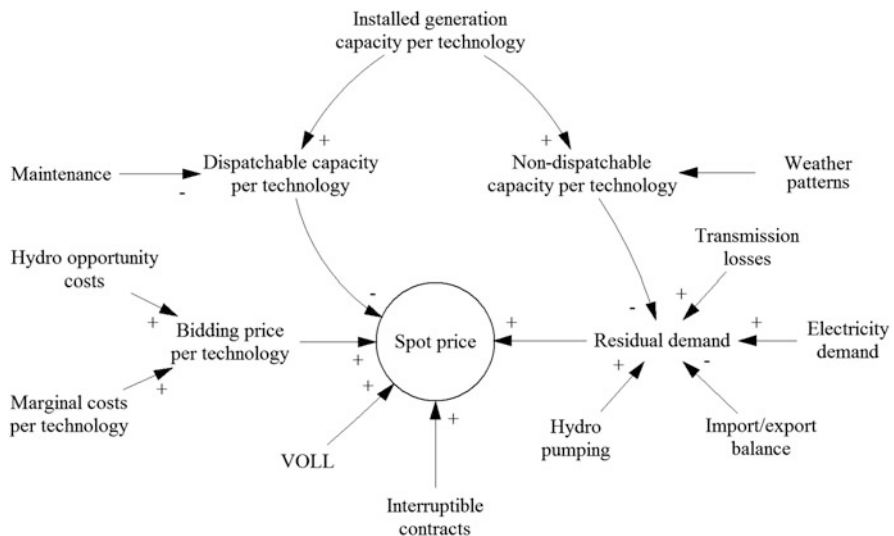 Installed generation
capacity per technology
+
+
Dispatchable capacity
per technology
Non-dispatchable
capacity per technology
Maintenance
-
Weather
patterns
Transmission
losses
Hydro opportunity
costs
-
-
+
+
Bidding price
per technology
+
Spot price
+
Residual demand
+
Electricity
demand
+
+
+
-
Marginal costs
per technology
+
+
VOLL
Hydro
pumping
Import/export
balance
Interruptible
contracts